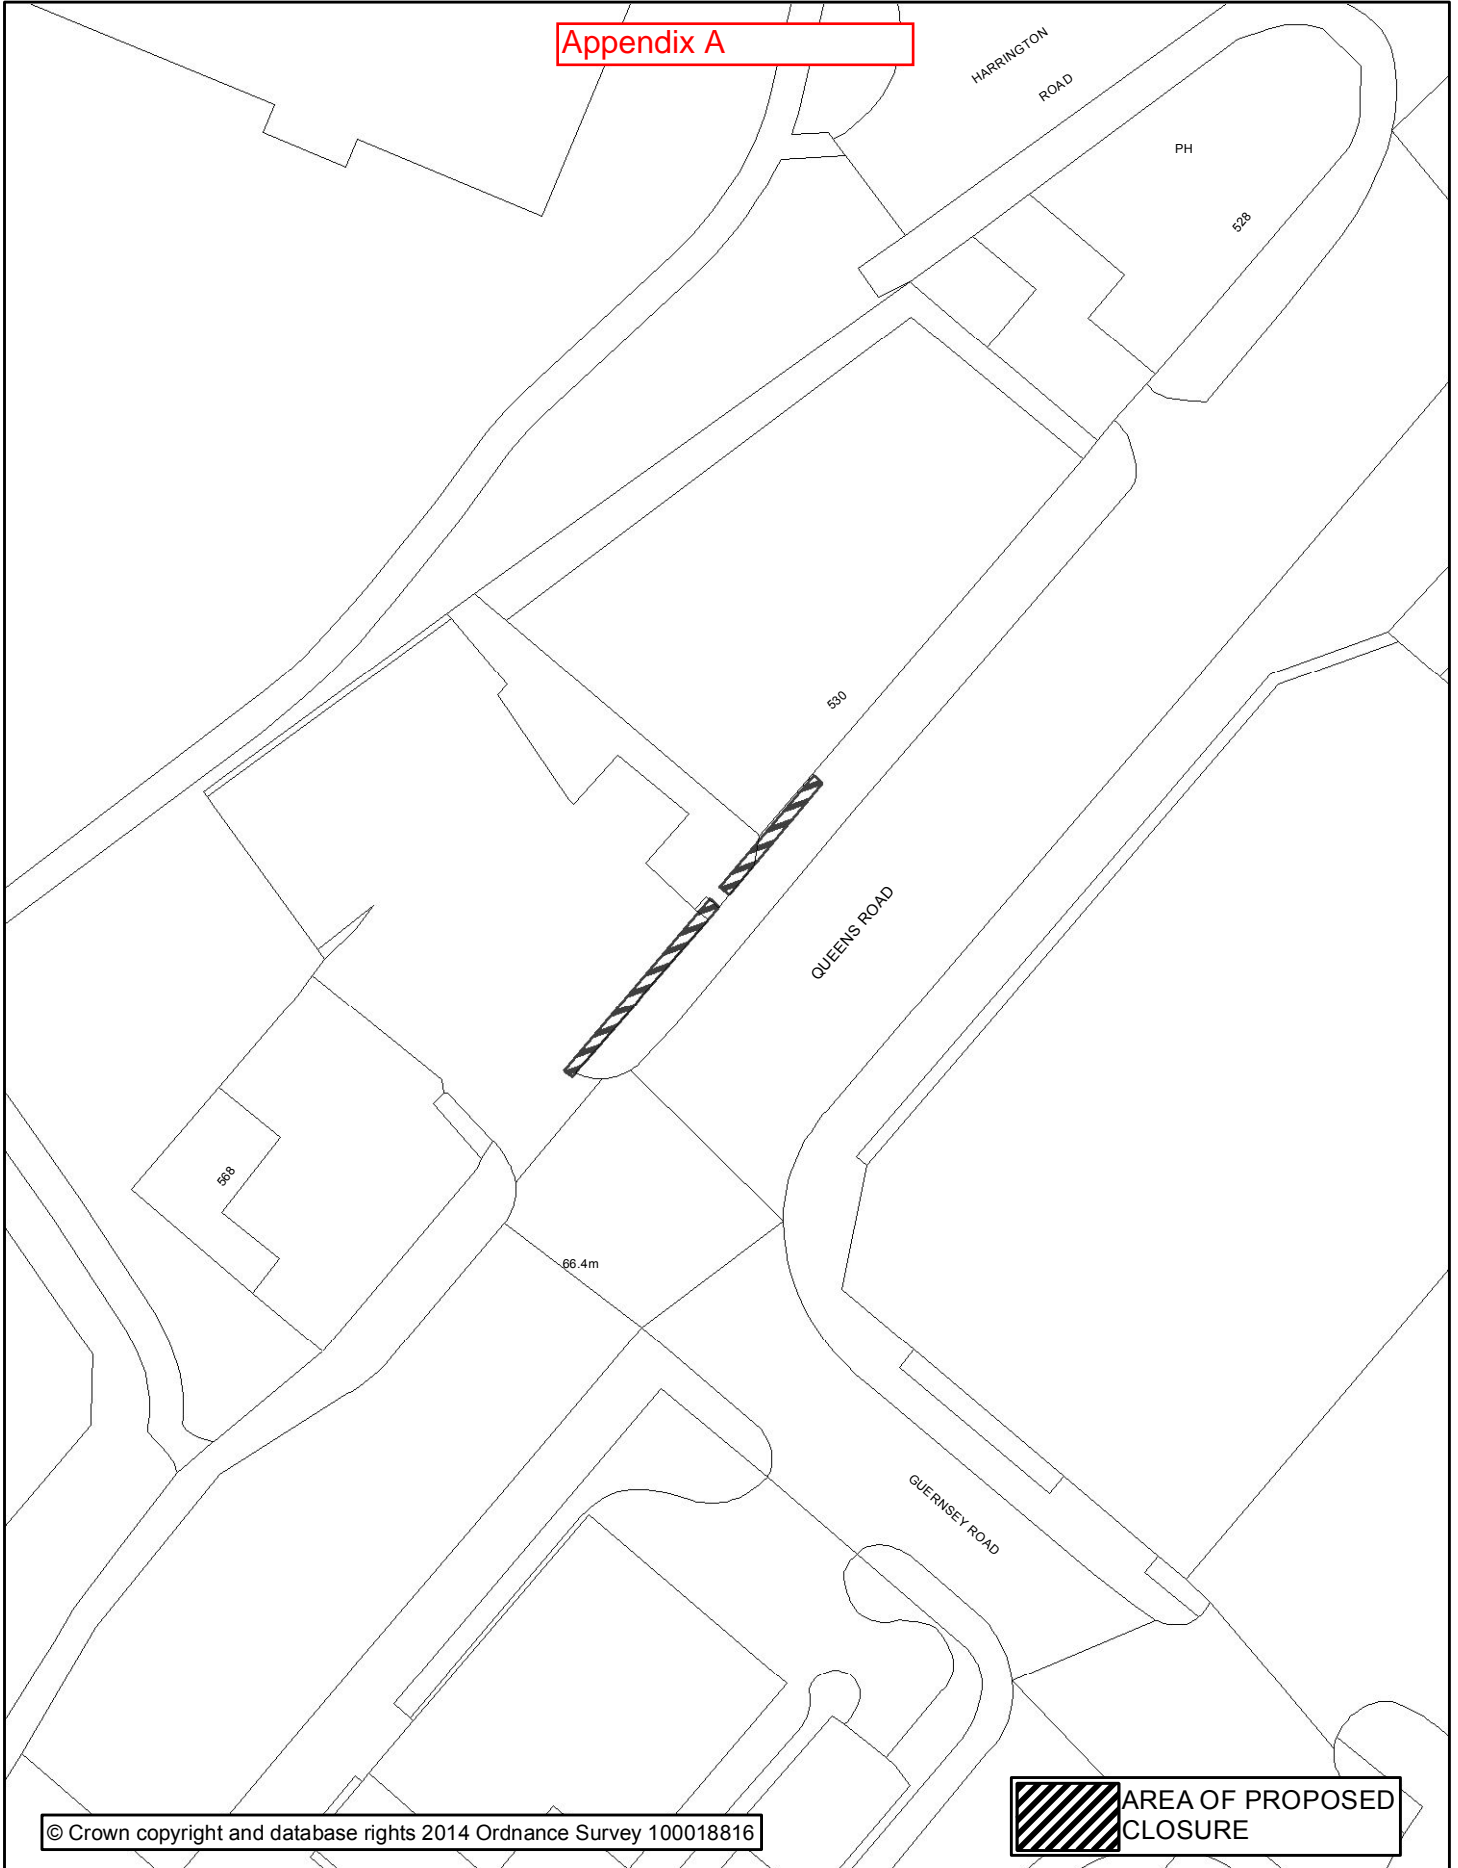 Appendix A
HARRINGTON
ROAD
PH
528
530
QUEENS ROAD
568
66.4m
GUERNSEY ROAD
AREA OF PROPOSED
CLOSURE
© Crown copyright and database rights 2014 Ordnance Survey 100018816